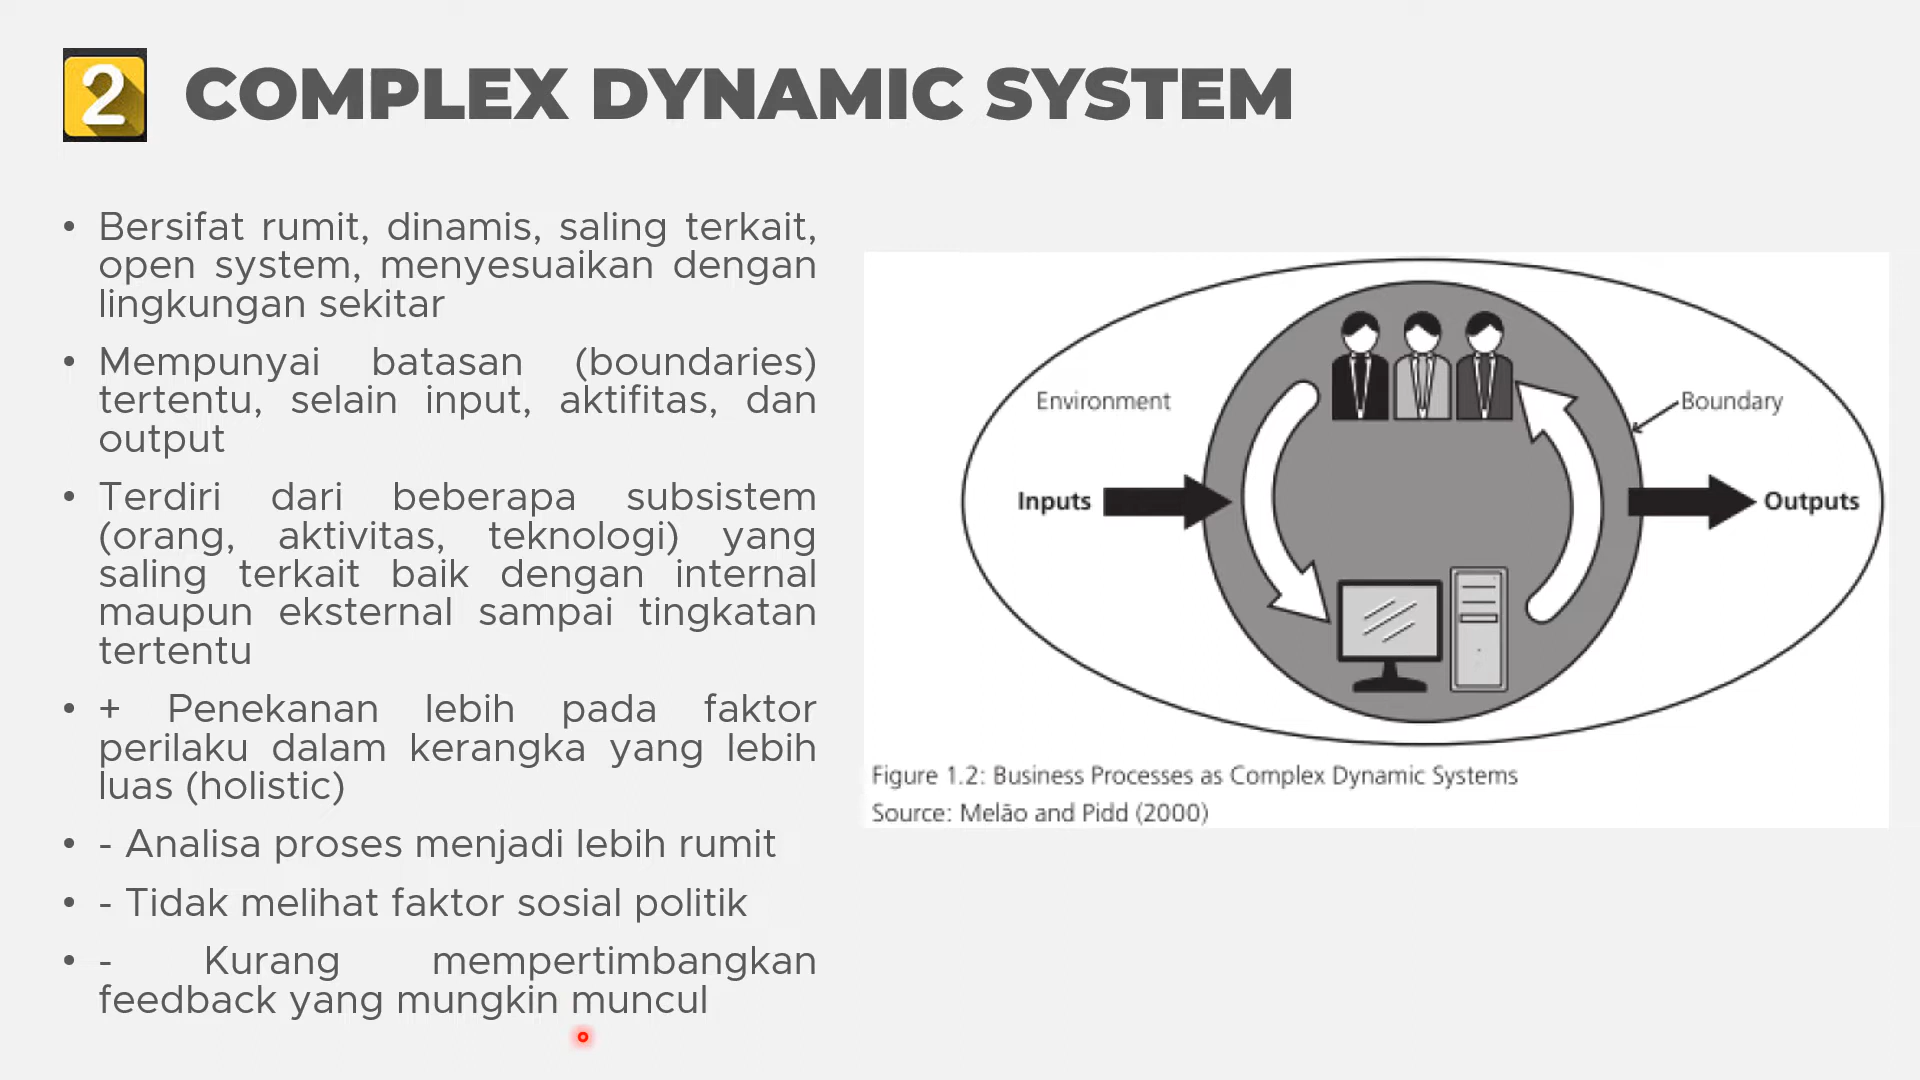 2 COMPLEX DYNAMIC SYSTEM
• Bersifat rumit, dinamis, saling terkait,
open system, menyesuaikan dengan
lingkungan sekitar
• Mempunyai batasan (boundaries)
tertentu, selain input, aktifitas, dan
output
• Terdiri dari beberapa subsistem
(orang, aktivitas, teknologi) yang
saling terkait baik dengan internal
maupun eksternal sampai tingkatan
tertentu
• + Penekanan lebih pada faktor
perilaku dalam kerangka yang lebih
luas (holistic)
• - Analisa proses menjadi lebih rumit
• - Tidak melihat faktor sosial politik
• - Kurang mempertimbangkan
feedback yang mungkin muncul
Environment
Boundary
Inputs
Outputs
Figure 1.2: Business Processes as Complex Dynamic Systems
Source: Melão and Pidd (2000)